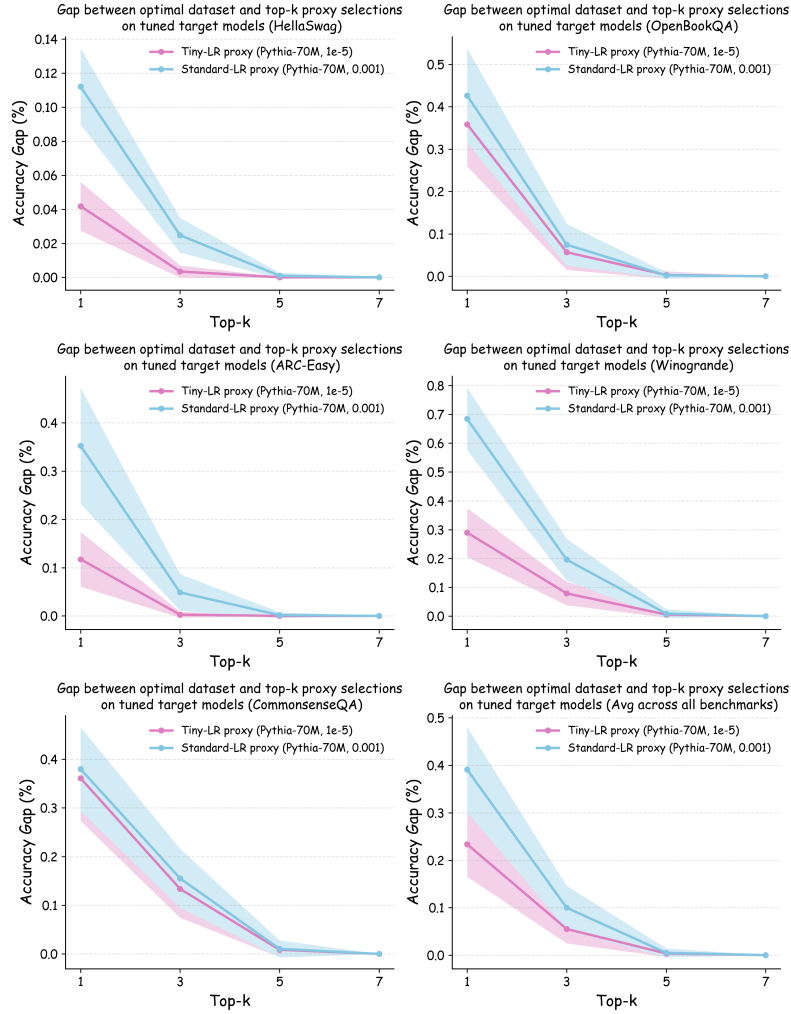 Gap between optimal dataset and top-k proxy selections
on tuned target models (HellaSwag)
Tiny-LR proxy (Pythia-70M, 1e-5)
Standard-LR proxy (Pythia-70M, 0.001)
Accuracy Gap (%)
0.14
0.12
0.10
0.08
0.06
0.04
0.02
0.00
1 3 5 7
Top-k
Gap between optimal dataset and top-k proxy selections
on tuned target models (OpenBookQA)
Tiny-LR proxy (Pythia-70M, 1e-5)
Standard-LR proxy (Pythia-70M, 0.001)
Accuracy Gap (%)
0.5
0.4
0.3
0.2
0.1
0.0
1 3 5 7
Top-k
Gap between optimal dataset and top-k proxy selections
on tuned target models (ARC-Easy)
Tiny-LR proxy (Pythia-70M, 1e-5)
Standard-LR proxy (Pythia-70M, 0.001)
Accuracy Gap (%)
0.4
0.3
0.2
0.1
0.0
1 3 5 7
Top-k
Gap between optimal dataset and top-k proxy selections
on tuned target models (Winogrande)
Tiny-LR proxy (Pythia-70M, 1e-5)
Standard-LR proxy (Pythia-70M, 0.001)
Accuracy Gap (%)
0.8
0.7
0.6
0.5
0.4
0.3
0.2
0.1
0.0
1 3 5 7
Top-k
Gap between optimal dataset and top-k proxy selections
on tuned target models (CommonsenseQA)
Tiny-LR proxy (Pythia-70M, 1e-5)
Standard-LR proxy (Pythia-70M, 0.001)
Accuracy Gap (%)
0.4
0.3
0.2
0.1
0.0
1 3 5 7
Top-k
Gap between optimal dataset and top-k proxy selections
on tuned target models (Avg across all benchmarks)
Tiny-LR proxy (Pythia-70M, 1e-5)
Standard-LR proxy (Pythia-70M, 0.001)
Accuracy Gap (%)
0.5
0.4
0.3
0.2
0.1
0.0
1 3 5 7
Top-k